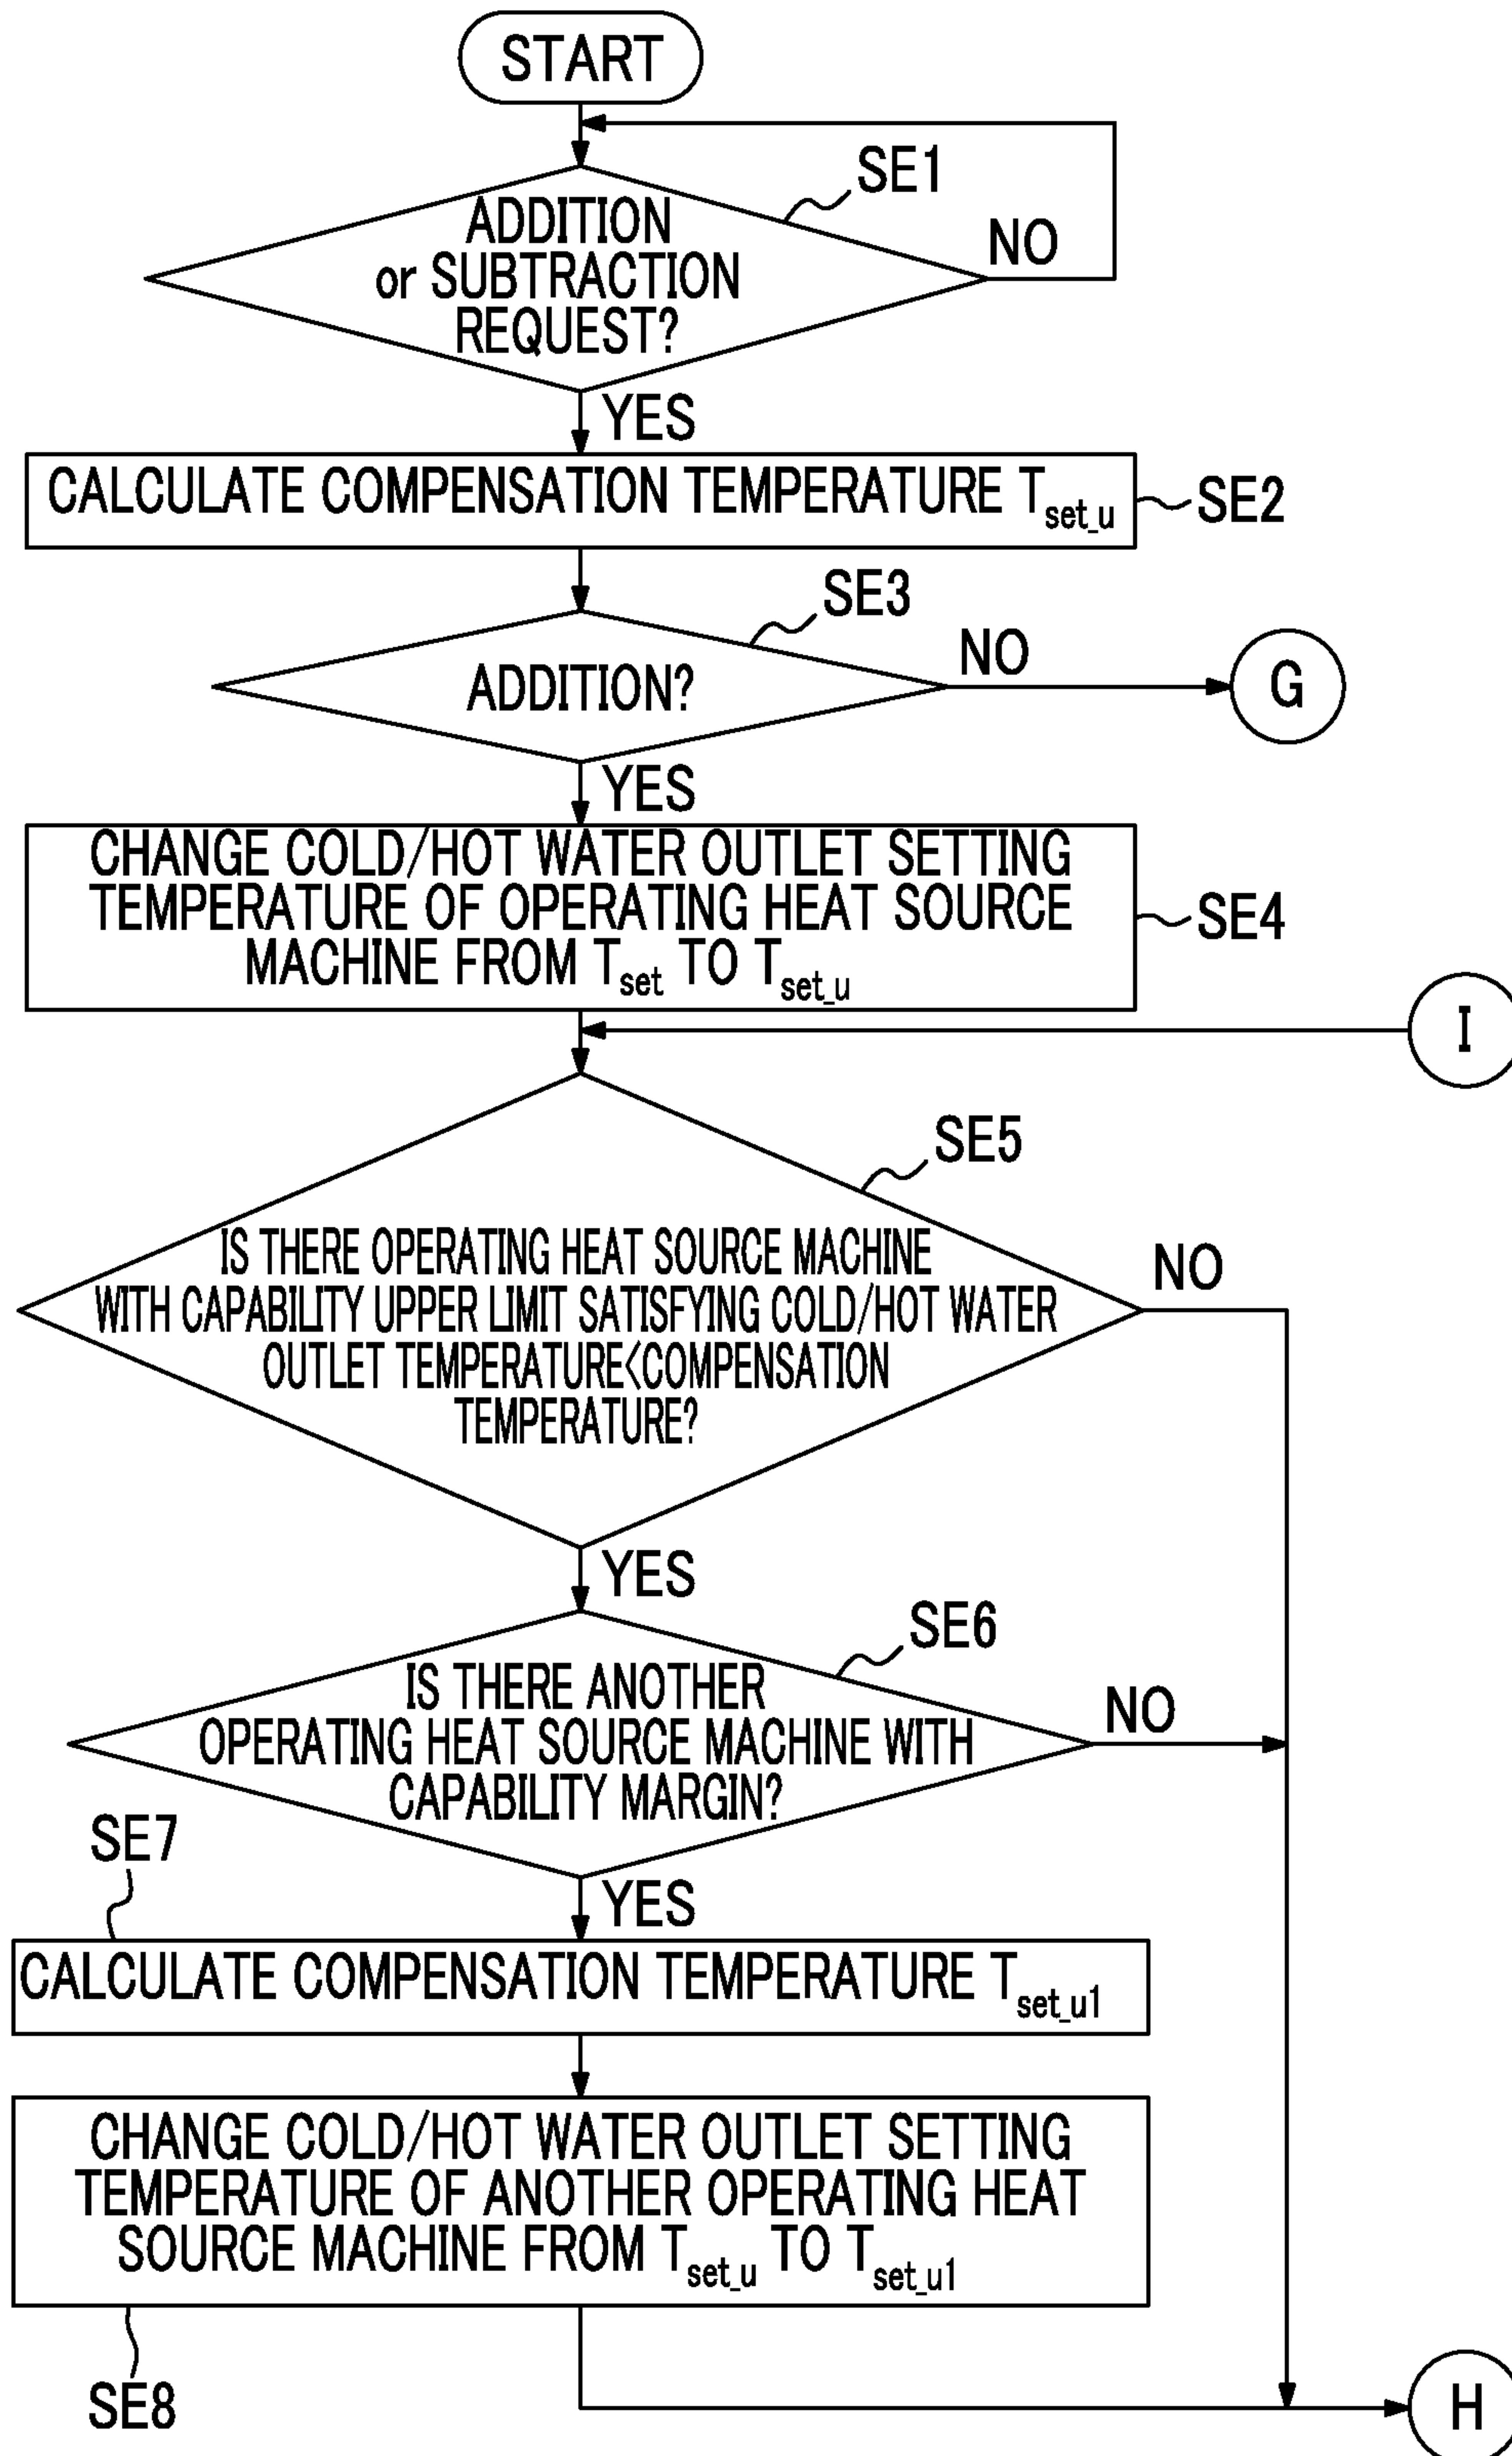 START
SE1
ADDITION
or SUBTRACTION
REQUEST?
NO
YES
CALCULATE COMPENSATION TEMPERATURE Tset_u
SE2
SE3
ADDITION?
NO
G
YES
CHANGE COLD/HOT WATER OUTLET SETTING
TEMPERATURE OF OPERATING HEAT SOURCE
MACHINE FROM Tset TO Tset_u
SE4
I
SE5
IS THERE OPERATING HEAT SOURCE MACHINE
WITH CAPABILITY UPPER LIMIT SATISFYING COLD/HOT WATER
OUTLET TEMPERATURE<COMPENSATION
TEMPERATURE?
NO
YES
SE6
IS THERE ANOTHER
OPERATING HEAT SOURCE MACHINE WITH
CAPABILITY MARGIN?
NO
SE7
YES
CALCULATE COMPENSATION TEMPERATURE Tset_u1
CHANGE COLD/HOT WATER OUTLET SETTING
TEMPERATURE OF ANOTHER OPERATING HEAT
SOURCE MACHINE FROM Tset_u TO Tset_u1
SE8
H